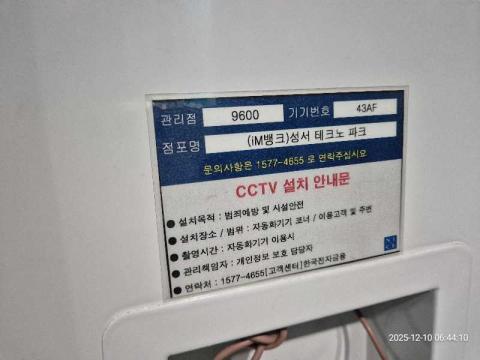 관리점 9600 기기번호 43AF
점포명 (iM뱅크)성서 테크노 파크
문의사항은 1577-4655 로 연락주십시요
CCTV 설치 안내문
● 설치목적 : 범죄예방 및 시설안전
● 설치장소 / 범위 : 자동화기기 코너 / 이용고객 및 주변
● 촬영시간 : 자동화기기 이용시
● 관리책임자 : 개인정보 보호 담당자
● 연락처 : 1577-4655[고객센터]한국전자금융
2025-12-10 06:44:10